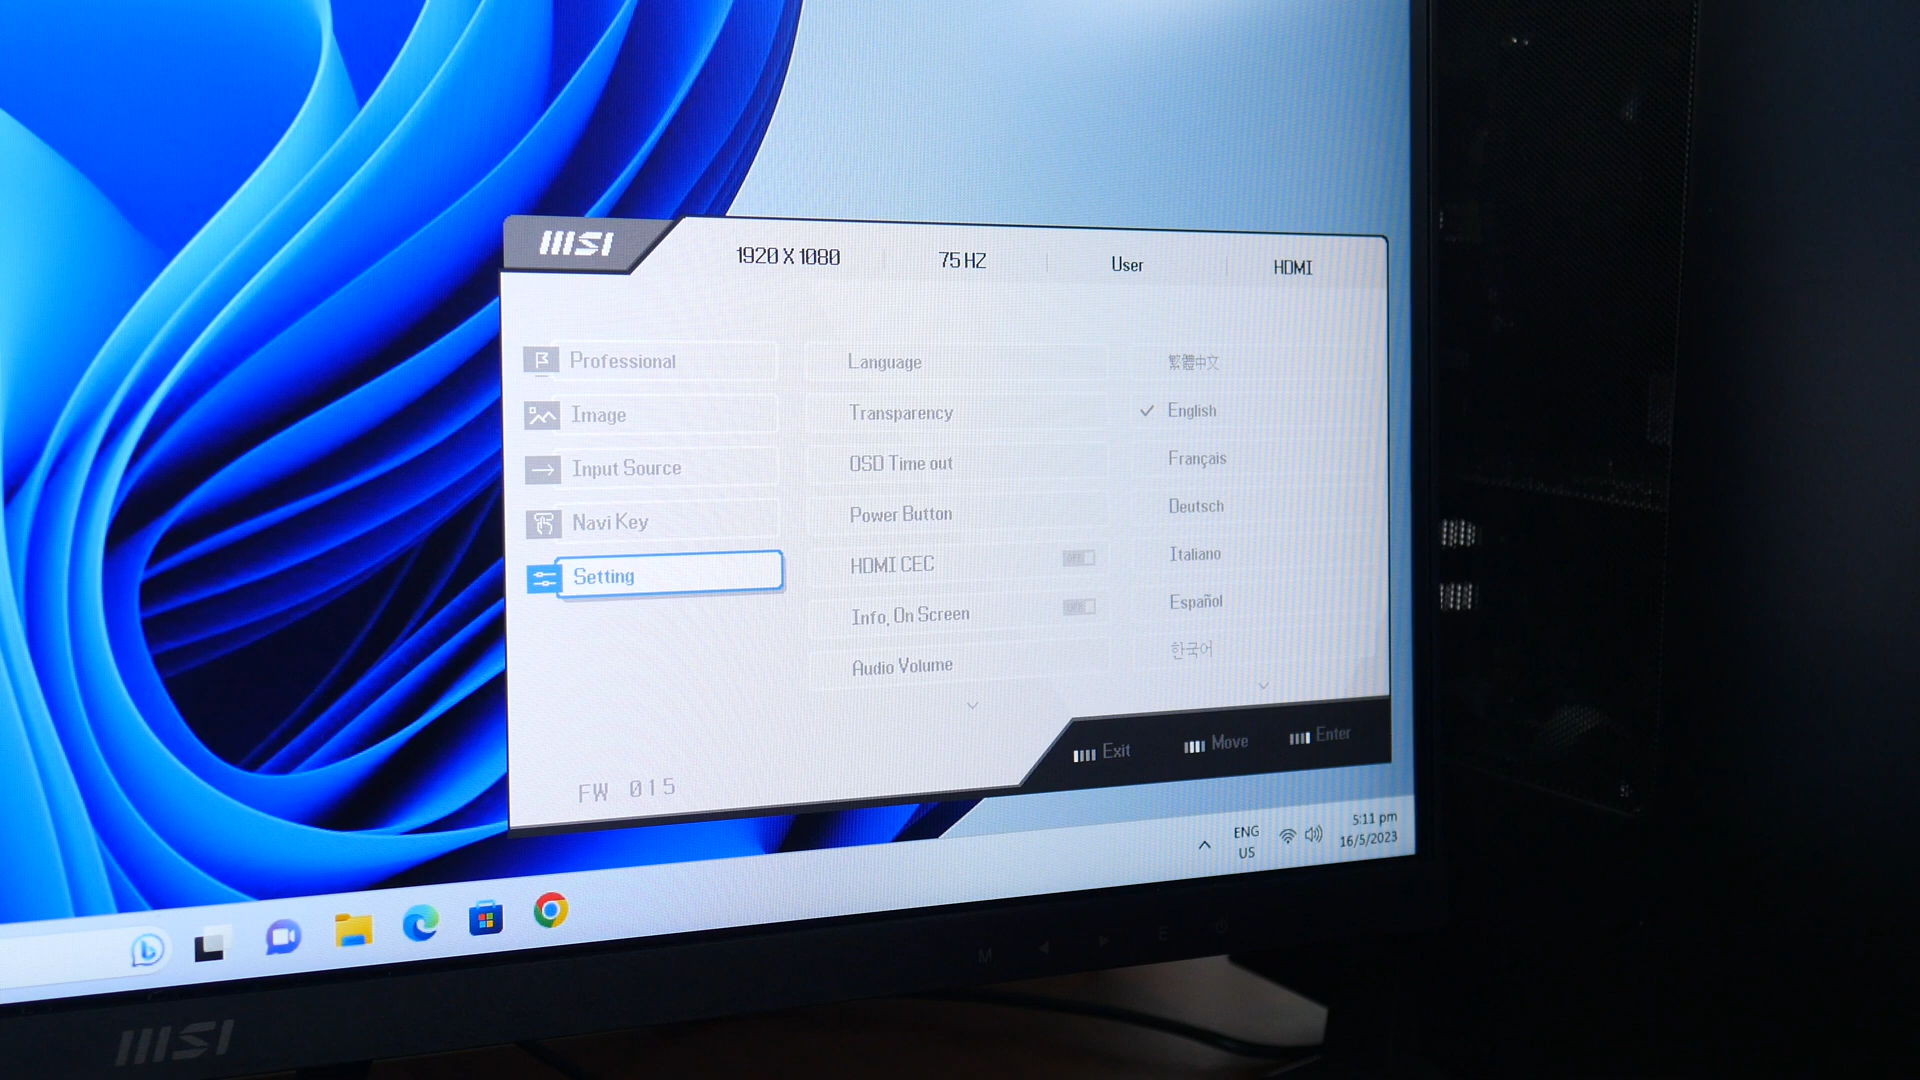 MSI
1920 X 1080
75 HZ
User
HDMI
Professional
Image
Input Source
Navi Key
Setting
Language
Transparency
OSD Time out
Power Button
HDMI CEC
OFF
Info. On Screen
OFF
Audio Volume
繁體中文
English
Français
Deutsch
Italiano
Español
한국어
Exit
Move
Enter
FW 015
ENG
US
5:11 pm
16/5/2023
M
E
MSI